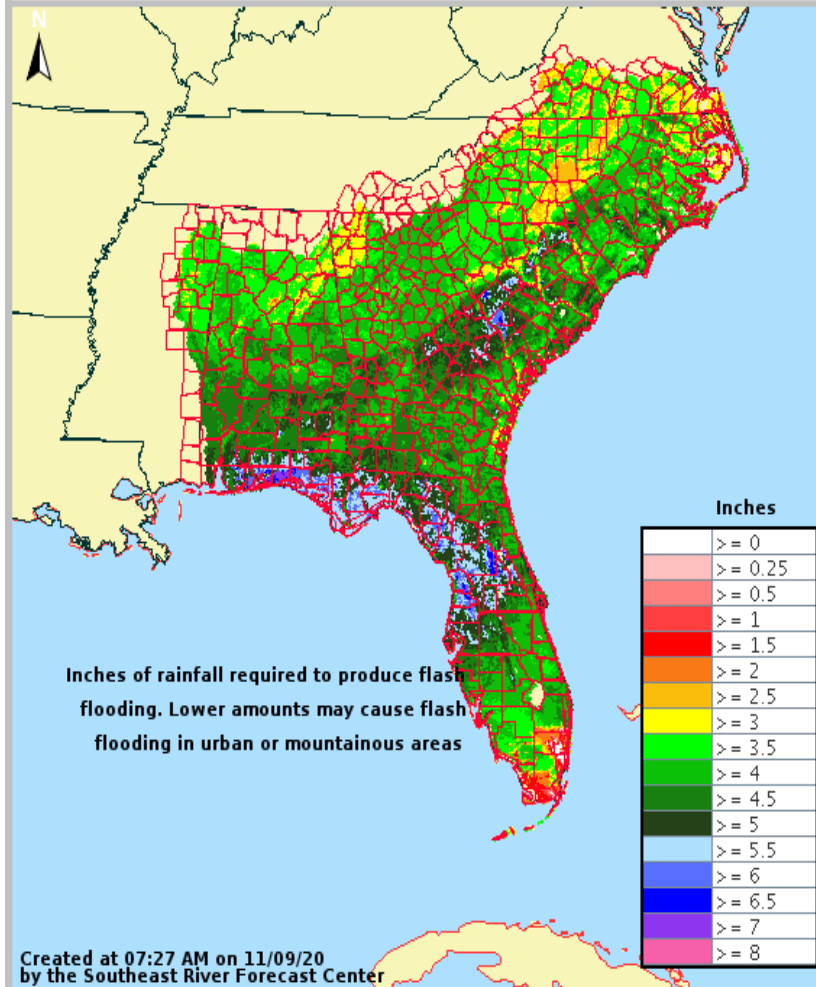 N
Inches of rainfall required to produce flash
flooding. Lower amounts may cause flash
flooding in urban or mountainous areas
Inches
>= 0
>= 0.25
>= 0.5
>= 1
>= 1.5
>= 2
>= 2.5
>= 3
>= 3.5
>= 4
>= 4.5
>= 5
>= 5.5
>= 6
>= 6.5
>= 7
>= 8
Created at 07:27 AM on 11/09/20
by the Southeast River Forecast Center